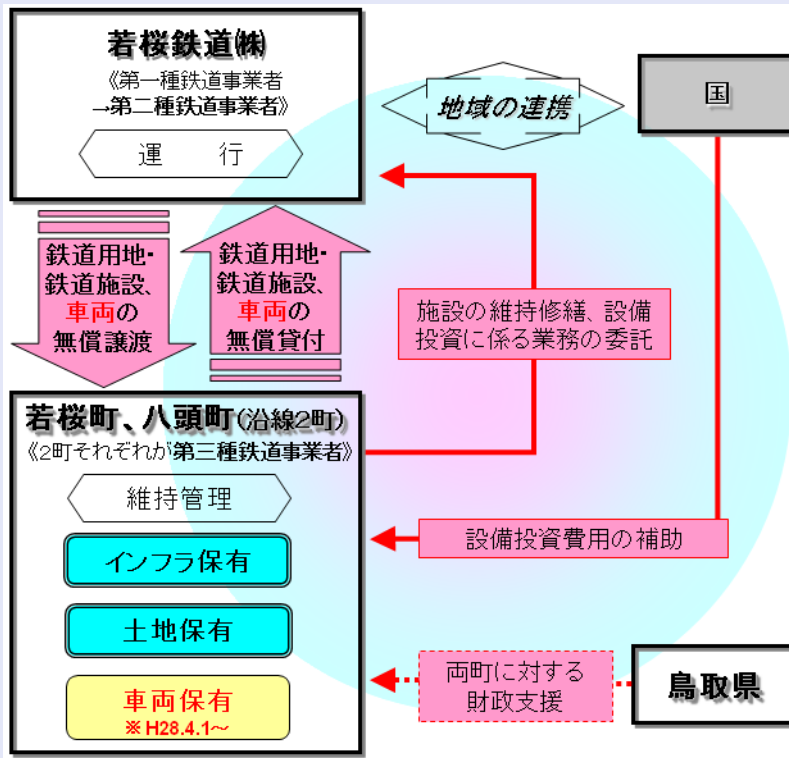 若桜鉄道㈱
《第一種鉄道事業者
→第二種鉄道事業者》
運　行
地域の連携
国
鉄道用地・
鉄道施設、
車両の
無償譲渡
鉄道用地・
鉄道施設、
車両の
無償貸付
施設の維持修繕、設備
投資に係る業務の委託
若桜町、八頭町(沿線2町)
《2町それぞれが第三種鉄道事業者》
維持管理
インフラ保有
土地保有
車両保有
※H28.4.1～
設備投資費用の補助
両町に対する
財政支援
鳥取県